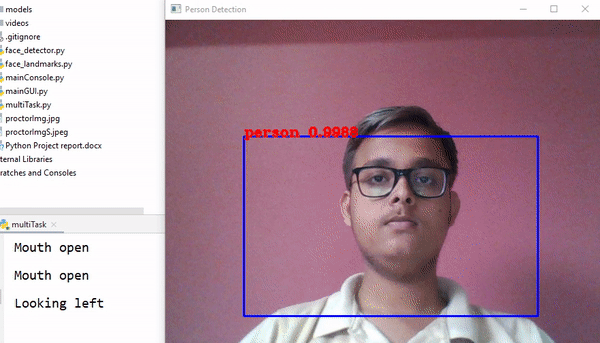 models
videos
.gitignore
face_detector.py
face_landmarks.py
mainConsole.py
mainGUI.py
multiTask.py
proctorImg.jpg
proctorImgS.jpeg
Python Project report.docx
ternal Libraries
ratches and Consoles
multiTask
Mouth open
Mouth open
Looking left
Person Detection
person 0.9988